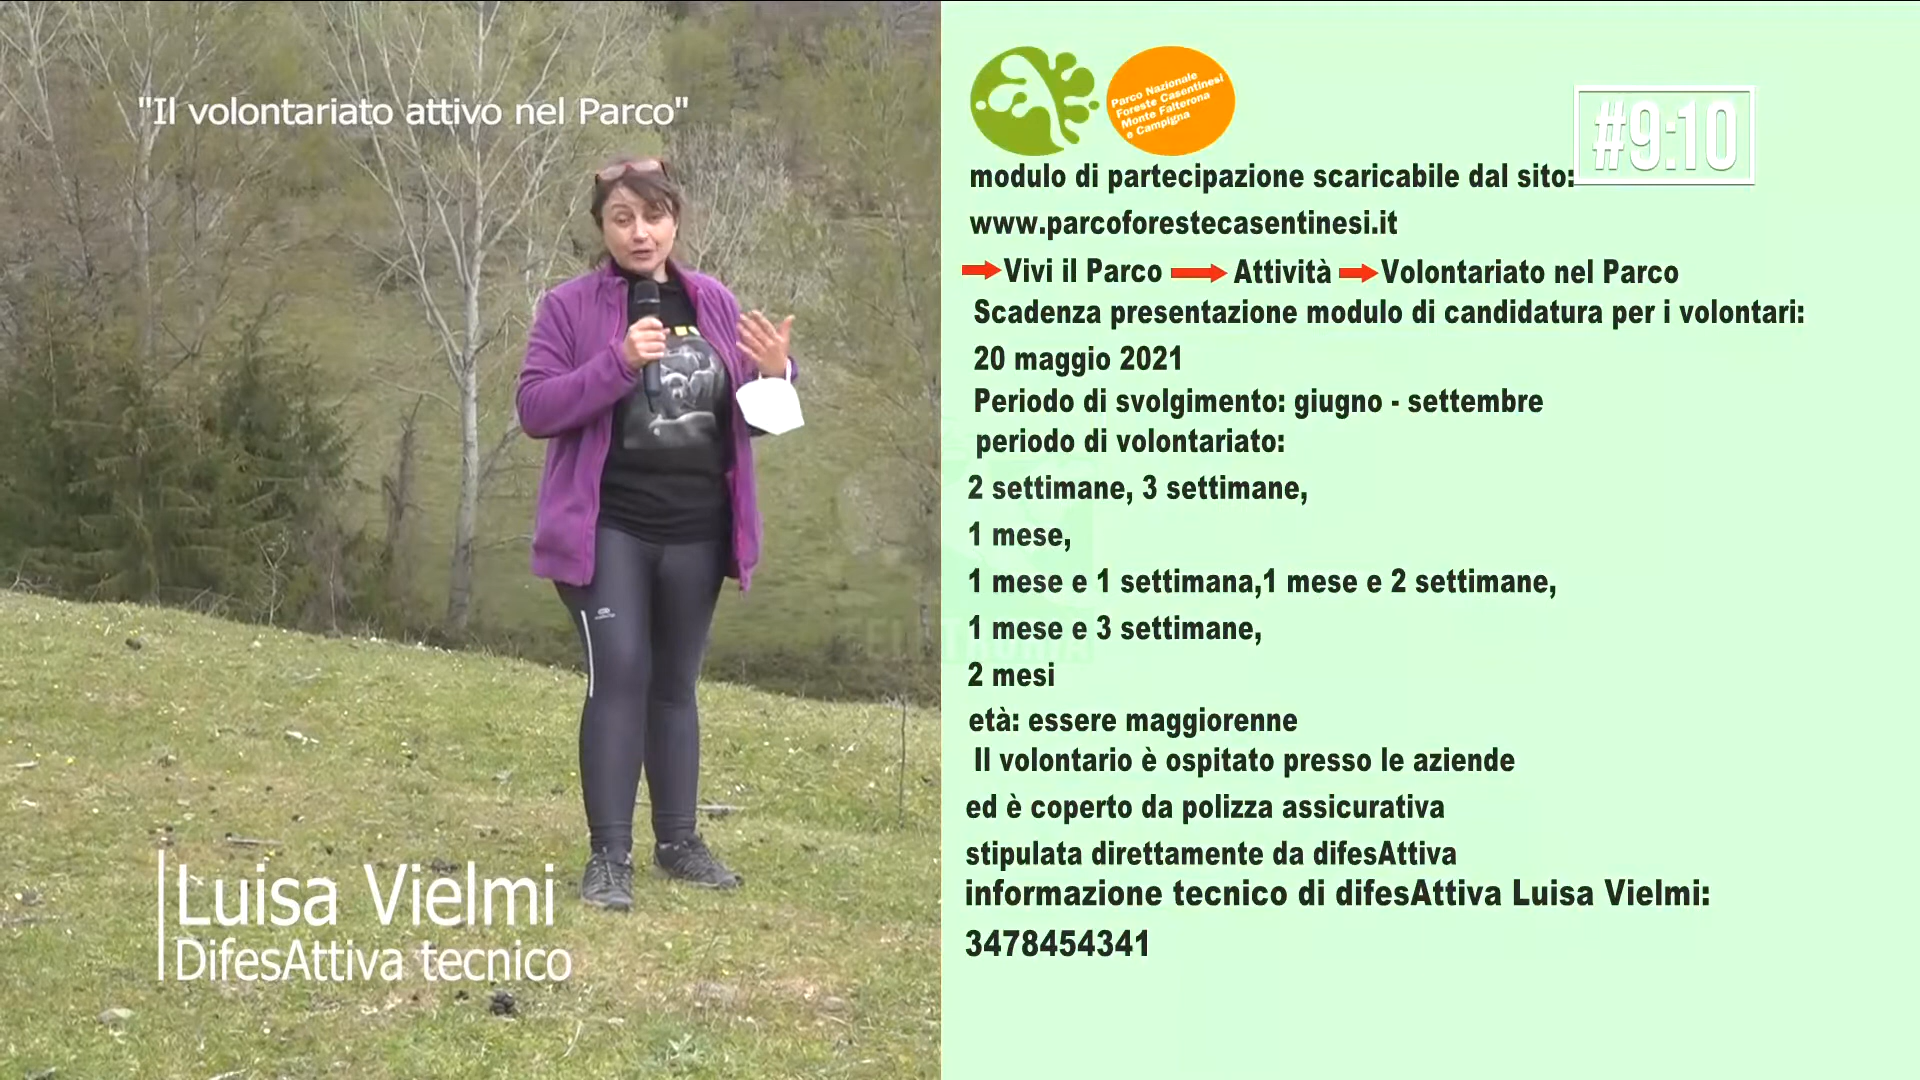 "Il volontariato attivo nel Parco"
Luisa Vielmi
DifesAttiva tecnico
Parco Nazionale
Foreste Casentinesi
Monte Falterona
e Campigna
#9:10
modulo di partecipazione scaricabile dal sito:
www.parcoforestecasentinesi.it
Vivi il Parco Attività Volontariato nel Parco
Scadenza presentazione modulo di candidatura per i volontari:
20 maggio 2021
Periodo di svolgimento: giugno - settembre
periodo di volontariato:
2 settimane, 3 settimane,
1 mese,
1 mese e 1 settimana,1 mese e 2 settimane,
1 mese e 3 settimane,
2 mesi
età: essere maggiorenne
Il volontario è ospitato presso le aziende
ed è coperto da polizza assicurativa
stipulata direttamente da difesAttiva
informazione tecnico di difesAttiva Luisa Vielmi:
3478454341